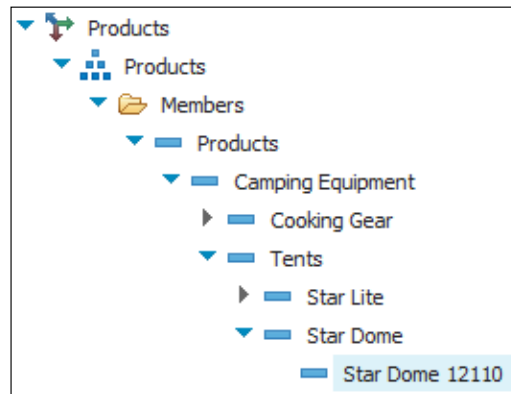 Products
Products
Members
Products
Camping Equipment
Cooking Gear
Tents
Star Lite
Star Dome
Star Dome 12110